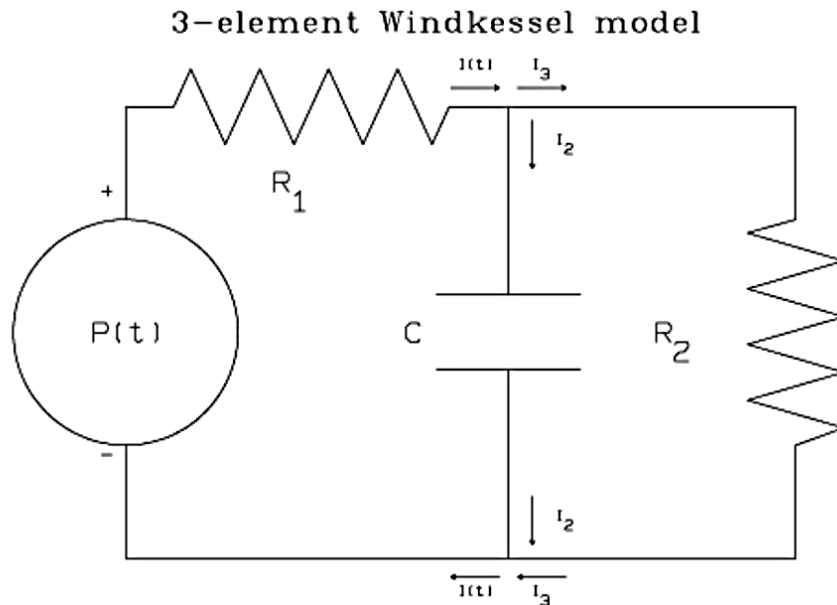 3-element Windkessel model
I(t) I₃
I₂
R₁
+
P(t) C R₂
-
I₂
I(t) I₃